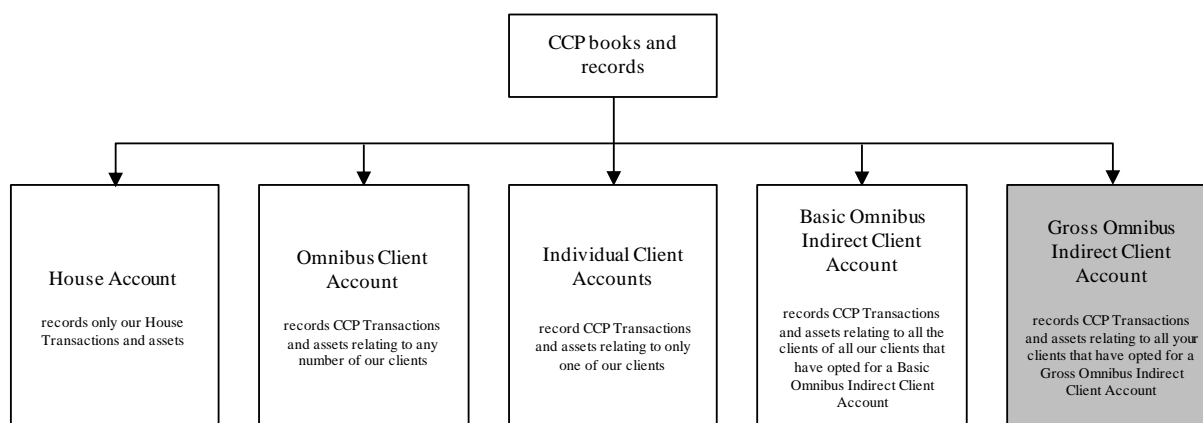 CCP books and
records
House Account
records only our House
Transactions and assets
Omnibus Client
Account
records CCP Transactions
and assets relating to any
number of our clients
Individual Client
Accounts
record CCP Transactions
and assets relating to only
one of our clients
Basic Omnibus
Indirect Client
Account
records CCP Transactions
and assets relating to all the
clients of all our clients that
have opted for a Basic
Omnibus Indirect Client
Account
Gross Omnibus
Indirect Client
Account
records CCP Transactions
and assets relating to all your
clients that have opted for a
Gross Omnibus Indirect
Client Account